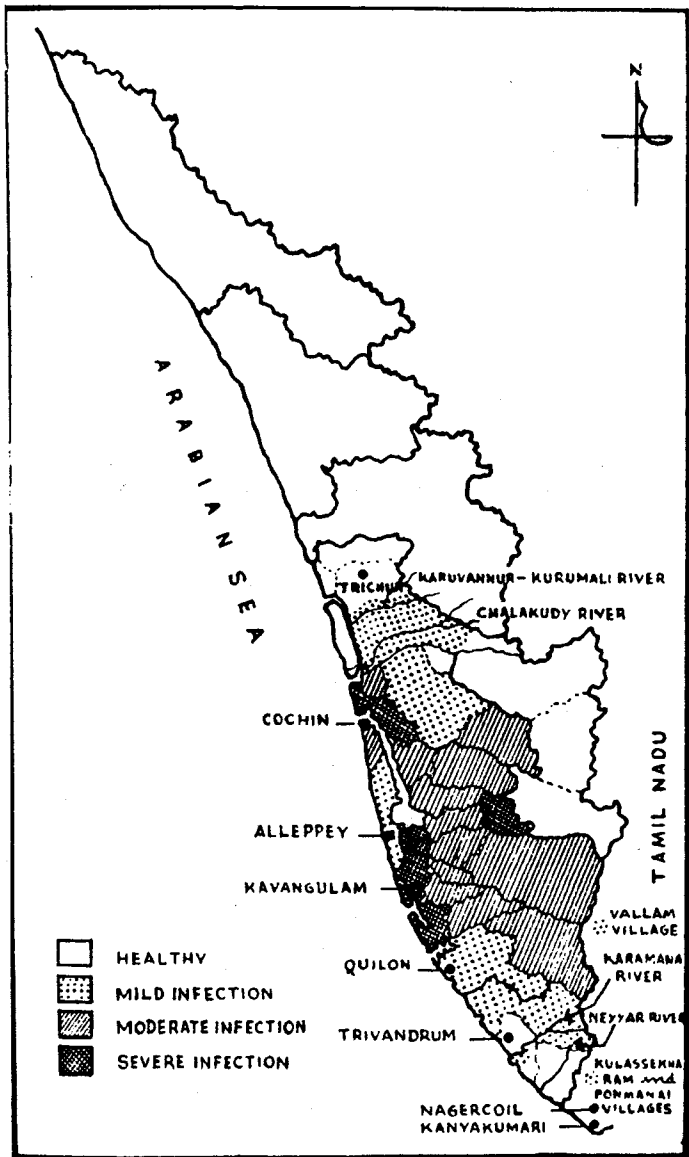 N
ARABIAN SEA
TRICHUR
KARUVANNUR-KURUMALI RIVER
CHALAKUDY RIVER
COCHIN
TAMIL NADU
ALLEPPEY
KAVANGULAM
VALLAM
VILLAGE
QUILON
KARAMANA
RIVER
NEYYAR RIVER
TRIVANDRUM
KULASSEKHA
RAM and
PONMANAI
VILLAGES
NAGERCOIL
KANYAKUMARI
HEALTHY
MILD INFECTION
MODERATE INFECTION
SEVERE INFECTION